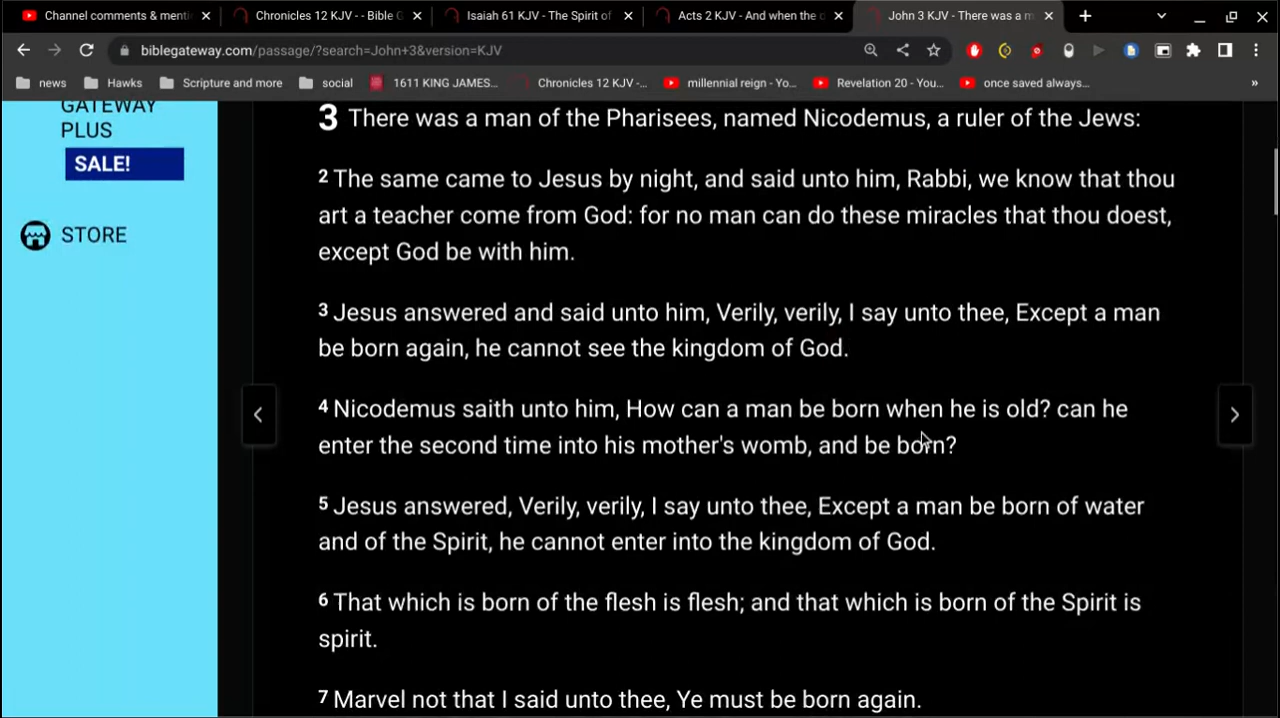 Channel comments & menti
Chronicles 12 KJV - - Bible G
Isaiah 61 KJV - The Spirit of
Acts 2 KJV - And when the
John 3 KJV - There was a m
biblegateway.com/passage/?search=John+3&version=KJV
news
Hawks
Scripture and more
social
1611 KING JAMES...
Chronicles 12 KJV -...
millennial reign - Yo...
Revelation 20 - You...
once saved always...
»
GATEWAY
PLUS
SALE!
STORE
3 There was a man of the Pharisees, named Nicodemus, a ruler of the Jews:
2 The same came to Jesus by night, and said unto him, Rabbi, we know that thou
art a teacher come from God: for no man can do these miracles that thou doest,
except God be with him.
3 Jesus answered and said unto him, Verily, verily, I say unto thee, Except a man
be born again, he cannot see the kingdom of God.
4 Nicodemus saith unto him, How can a man be born when he is old? can he
enter the second time into his mother's womb, and be born?
5 Jesus answered, Verily, verily, I say unto thee, Except a man be born of water
and of the Spirit, he cannot enter into the kingdom of God.
6 That which is born of the flesh is flesh; and that which is born of the Spirit is
spirit.
7 Marvel not that I said unto thee, Ye must be born again.